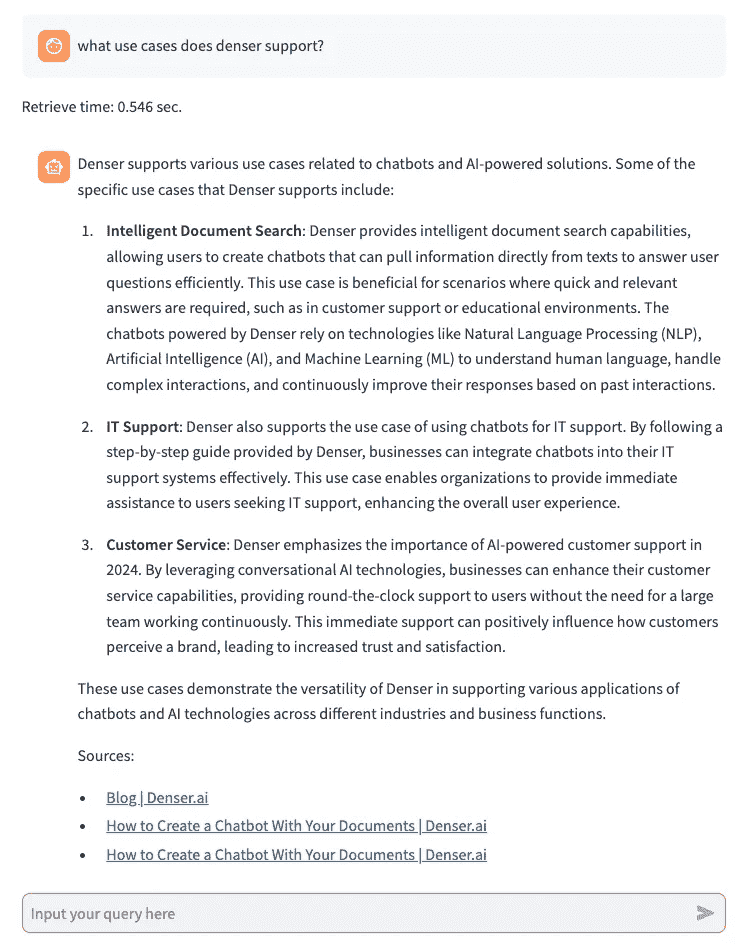 what use cases does denser support?
Retrieve time: 0.546 sec.
Denser supports various use cases related to chatbots and AI-powered solutions. Some of the
specific use cases that Denser supports include:
1. Intelligent Document Search: Denser provides intelligent document search capabilities,
allowing users to create chatbots that can pull information directly from texts to answer user
questions efficiently. This use case is beneficial for scenarios where quick and relevant
answers are required, such as in customer support or educational environments. The
chatbots powered by Denser rely on technologies like Natural Language Processing (NLP),
Artificial Intelligence (AI), and Machine Learning (ML) to understand human language, handle
complex interactions, and continuously improve their responses based on past interactions.
2. IT Support: Denser also supports the use case of using chatbots for IT support. By following a
step-by-step guide provided by Denser, businesses can integrate chatbots into their IT
support systems effectively. This use case enables organizations to provide immediate
assistance to users seeking IT support, enhancing the overall user experience.
3. Customer Service: Denser emphasizes the importance of AI-powered customer support in
2024. By leveraging conversational AI technologies, businesses can enhance their customer
service capabilities, providing round-the-clock support to users without the need for a large
team working continuously. This immediate support can positively influence how customers
perceive a brand, leading to increased trust and satisfaction.
These use cases demonstrate the versatility of Denser in supporting various applications of
chatbots and AI technologies across different industries and business functions.
Sources:
• Blog | Denser.ai
• How to Create a Chatbot With Your Documents | Denser.ai
• How to Create a Chatbot With Your Documents | Denser.ai
Input your query here